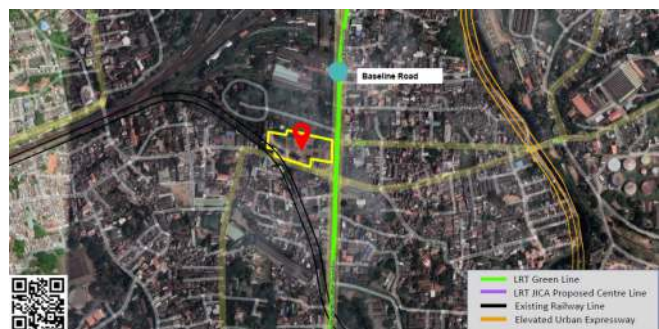 Baseline Road
LRT Green Line
LRT JICA Proposed Centre Line
Existing Railway Line
Elevated Urban Expressway